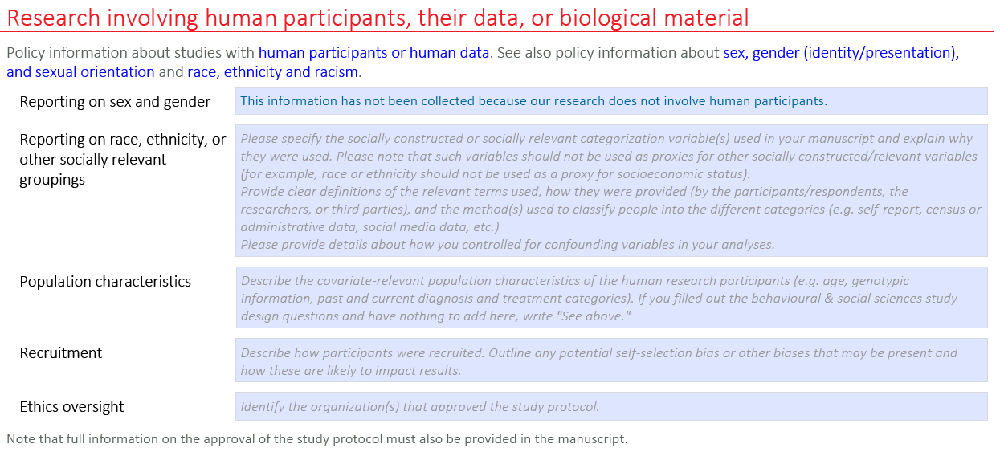 Research involving human participants, their data, or biological material
Policy information about studies with human participants or human data. See also policy information about sex, gender (identity/presentation),
and sexual orientation and race, ethnicity and racism.
Reporting on sex and gender
This information has not been collected because our research does not involve human participants.
Reporting on race, ethnicity, or
other socially relevant
groupings
Please specify the socially constructed or socially relevant categorization variable(s) used in your manuscript and explain why
they were used. Please note that such variables should not be used as proxies for other socially constructed/relevant variables
(for example, race or ethnicity should not be used as a proxy for socioeconomic status).
Provide clear definitions of the relevant terms used, how they were provided (by the participants/respondents, the
researchers, or third parties), and the method(s) used to classify people into the different categories (e.g. self-report, census or
administrative data, social media data, etc.)
Please provide details about how you controlled for confounding variables in your analyses.
Population characteristics
Describe the covariate-relevant population characteristics of the human research participants (e.g. age, genotypic
information, past and current diagnosis and treatment categories). If you filled out the behavioural & social sciences study
design questions and have nothing to add here, write "See above."
Recruitment
Describe how participants were recruited. Outline any potential self-selection bias or other biases that may be present and
how these are likely to impact results.
Ethics oversight
Identify the organization(s) that approved the study protocol.
Note that full information on the approval of the study protocol must also be provided in the manuscript.